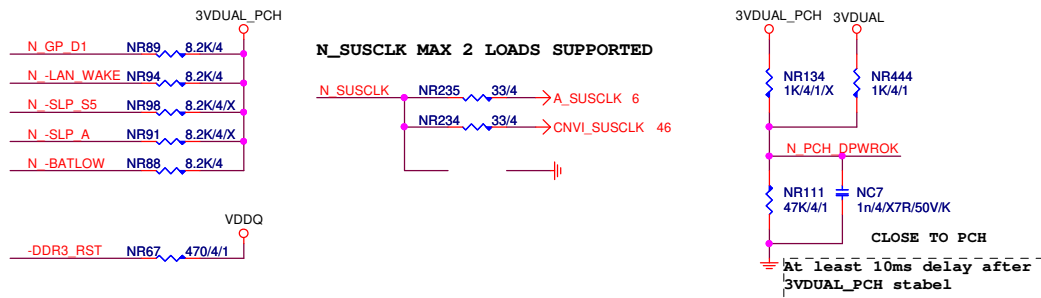 3VDUAL_PCH
N_GP_D1 NR89 8.2K/4
N_-LAN_WAKE NR94 8.2K/4
N_-SLP_S5 NR98 8.2K/4/X
N_-SLP_A NR91 8.2K/4/X
N_-BATLOW NR88 8.2K/4
VDDQ
-DDR3_RST NR67 470/4/1
N_SUSCLK MAX 2 LOADS SUPPORTED
N_SUSCLK NR235 33/4 A_SUSCLK 6
NR234 33/4 CNVI_SUSCLK 46
3VDUAL_PCH 3VDUAL
NR134 NR444
1K/4/1/X 1K/4/1
N_PCH_DPWROK
NR111 NC7
47K/4/1 1n/4/X7R/50V/K
CLOSE TO PCH
At least 10ms delay after
3VDUAL_PCH stabel